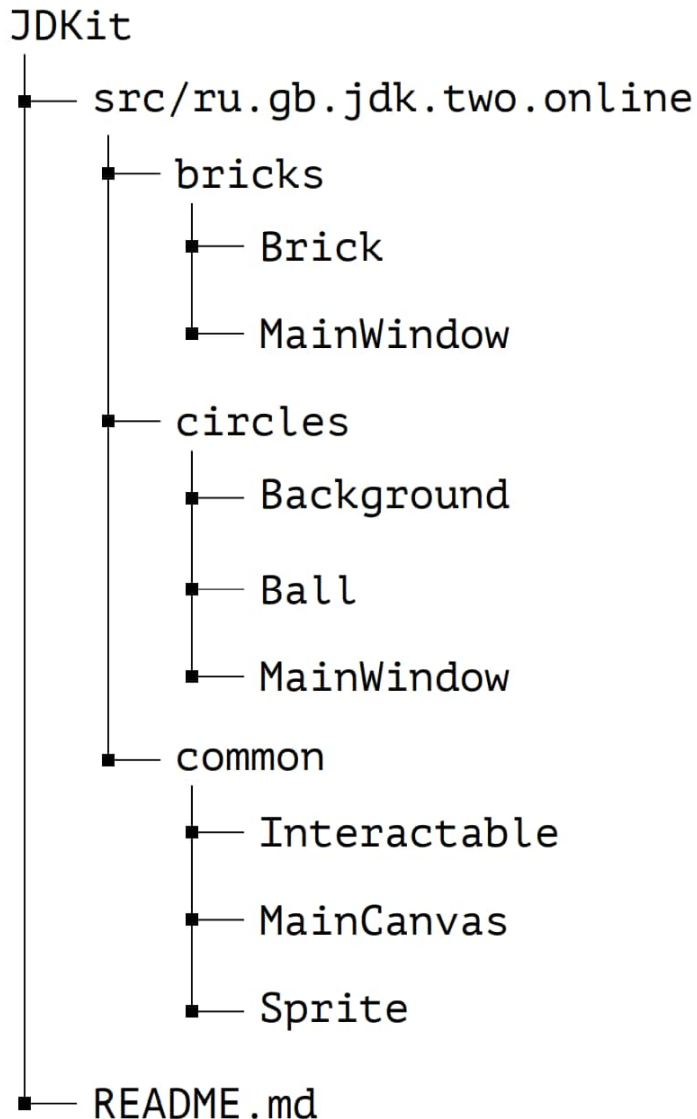 JDKit
src/ru.gb.jdk.two.online
bricks
Brick
MainWindow
circles
Background
Ball
MainWindow
common
Interactable
MainCanvas
Sprite
README.md